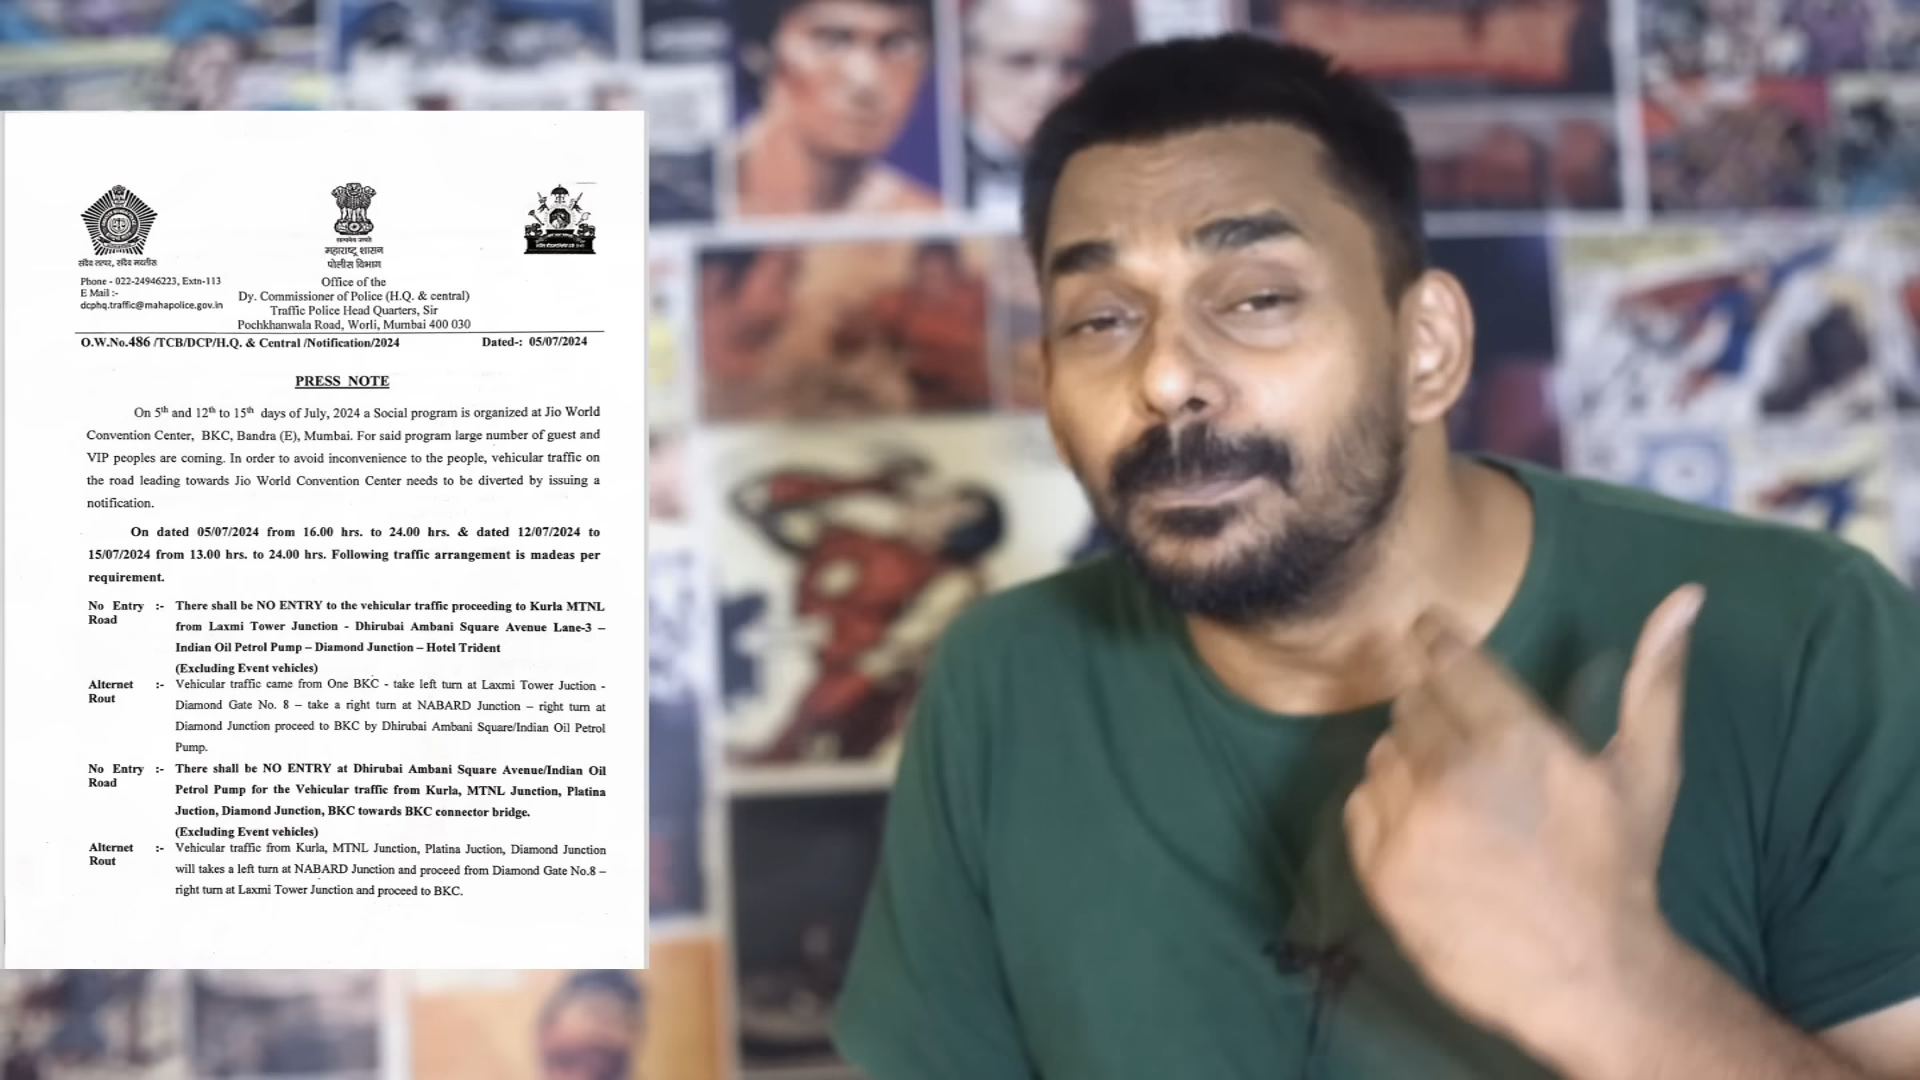 सदैव सत्पर, सदैव मदतीस
सत्यमेव जयते
महाराष्ट्र शासन
पोलीस विभाग
Phone - 022-24946223, Extn-113
E Mail :-
dcphq.traffic@mahapolice.gov.in
Office of the
Dy. Commissioner of Police (H.Q. & central)
Traffic Police Head Quarters, Sir
Pochkhanwala Road, Worli, Mumbai 400 030
O.W.No.486 /TCB/DCP/H.Q. & Central /Notification/2024 Dated-: 05/07/2024
PRESS NOTE
On 5th and 12th to 15th days of July, 2024 a Social program is organized at Jio World
Convention Center, BKC, Bandra (E), Mumbai. For said program large number of guest and
VIP peoples are coming. In order to avoid inconvenience to the people, vehicular traffic on
the road leading towards Jio World Convention Center needs to be diverted by issuing a
notification.
On dated 05/07/2024 from 16.00 hrs. to 24.00 hrs. & dated 12/07/2024 to
15/07/2024 from 13.00 hrs. to 24.00 hrs. Following traffic arrangement is madeas per
requirement.
No Entry Road :- There shall be NO ENTRY to the vehicular traffic proceeding to Kurla MTNL
from Laxmi Tower Junction - Dhirubai Ambani Square Avenue Lane-3 –
Indian Oil Petrol Pump – Diamond Junction – Hotel Trident
(Excluding Event vehicles)
Alternet Rout :- Vehicular traffic came from One BKC - take left turn at Laxmi Tower Juction -
Diamond Gate No. 8 – take a right turn at NABARD Junction – right turn at
Diamond Junction proceed to BKC by Dhirubai Ambani Square/Indian Oil Petrol
Pump.
No Entry Road :- There shall be NO ENTRY at Dhirubai Ambani Square Avenue/Indian Oil
Petrol Pump for the Vehicular traffic from Kurla, MTNL Junction, Platina
Juction, Diamond Junction, BKC towards BKC connector bridge.
(Excluding Event vehicles)
Alternet Rout :- Vehicular traffic from Kurla, MTNL Junction, Platina Juction, Diamond Junction
will takes a left turn at NABARD Junction and proceed from Diamond Gate No.8 –
right turn at Laxmi Tower Junction and proceed to BKC.